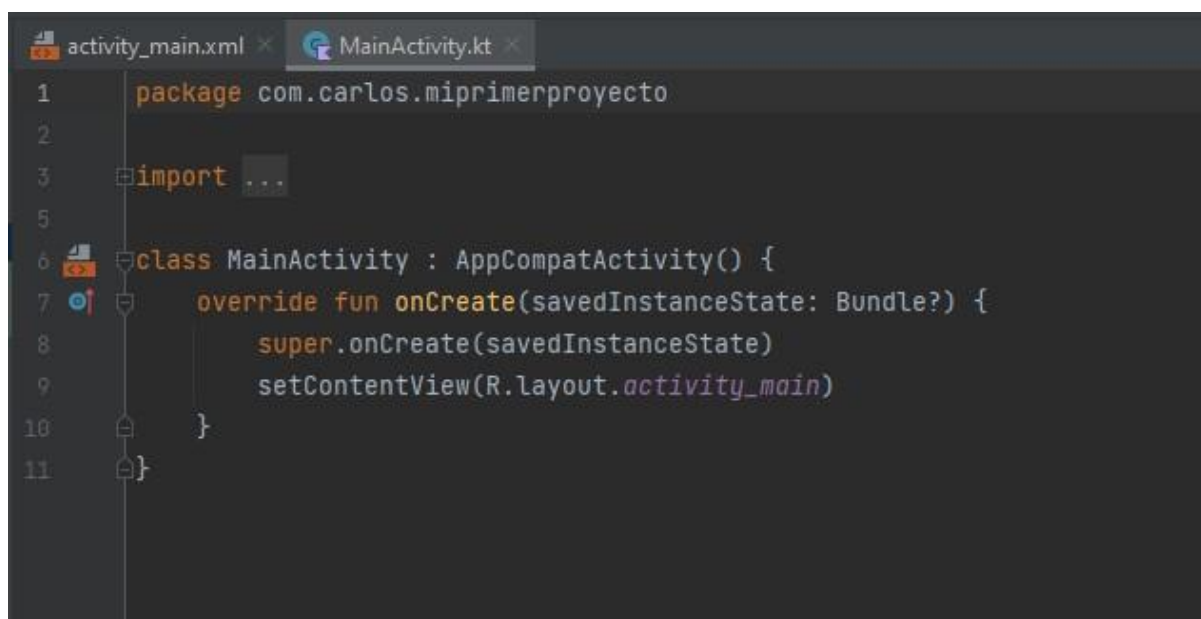 activity_main.xml MainActivity.kt
1 package com.carlos.miprimerproyecto
2
3 import ...
5
6 class MainActivity : AppCompatActivity() {
7 override fun onCreate(savedInstanceState: Bundle?) {
8 super.onCreate(savedInstanceState)
9 setContentView(R.layout.activity_main)
10 }
11 }